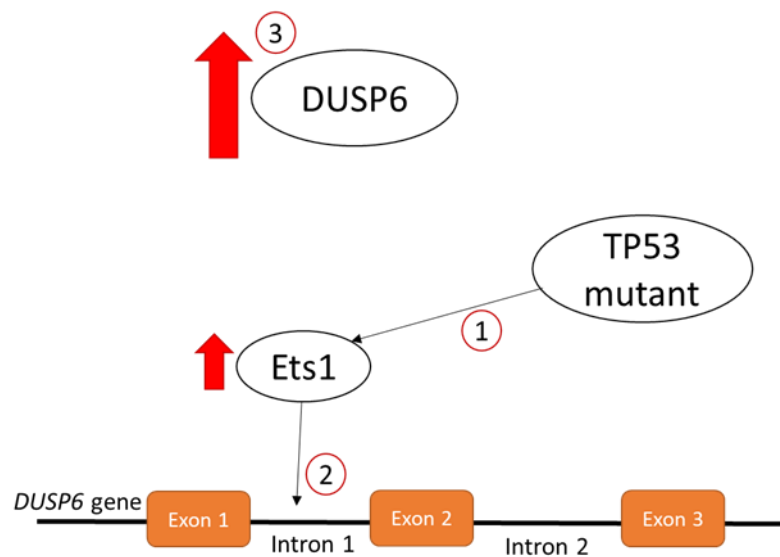 3
DUSP6
TP53
mutant
1
Ets1
2
DUSP6 gene
Exon 1
Intron 1
Exon 2
Intron 2
Exon 3